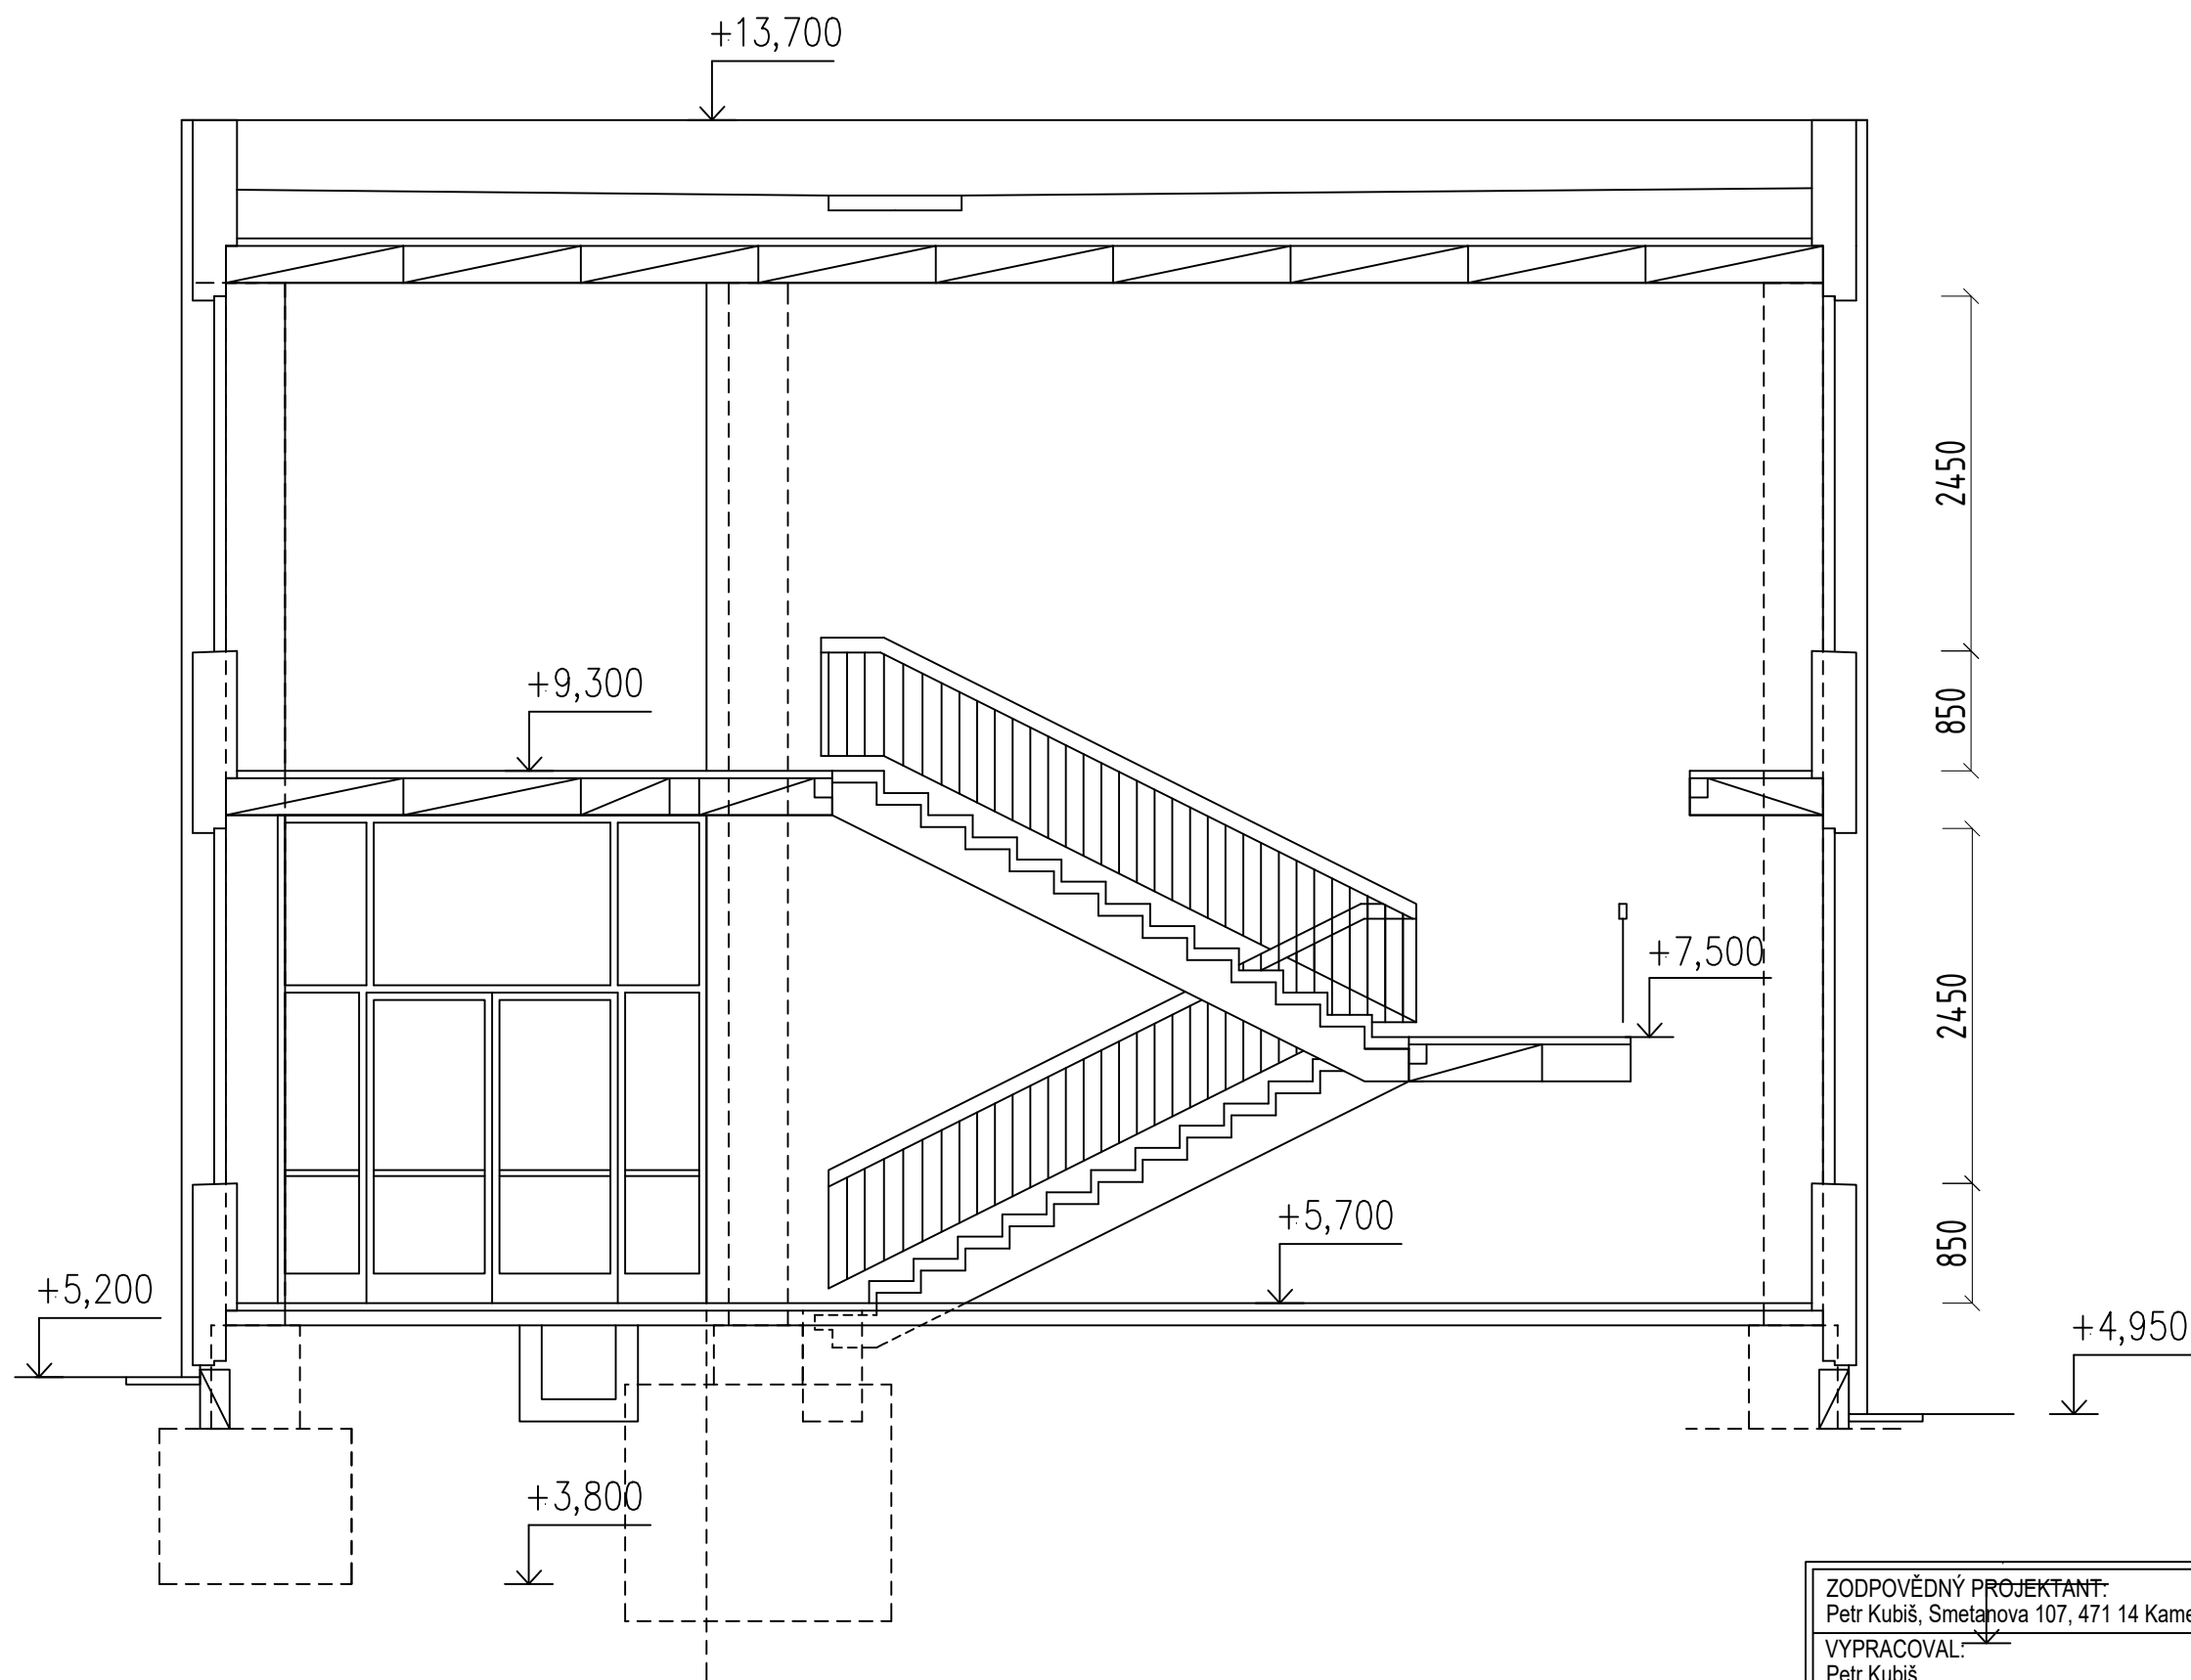 +13,700
2450
+9,300
850
+7,500
2450
+5,700
850
+5,200
+4,950
+3,800
ZODPOVĚDNÝ PROJEKTANT:
Petr Kubiš, Smetanova 107, 471 14 Kame
VYPRACOVAL:
Petr Kubiš